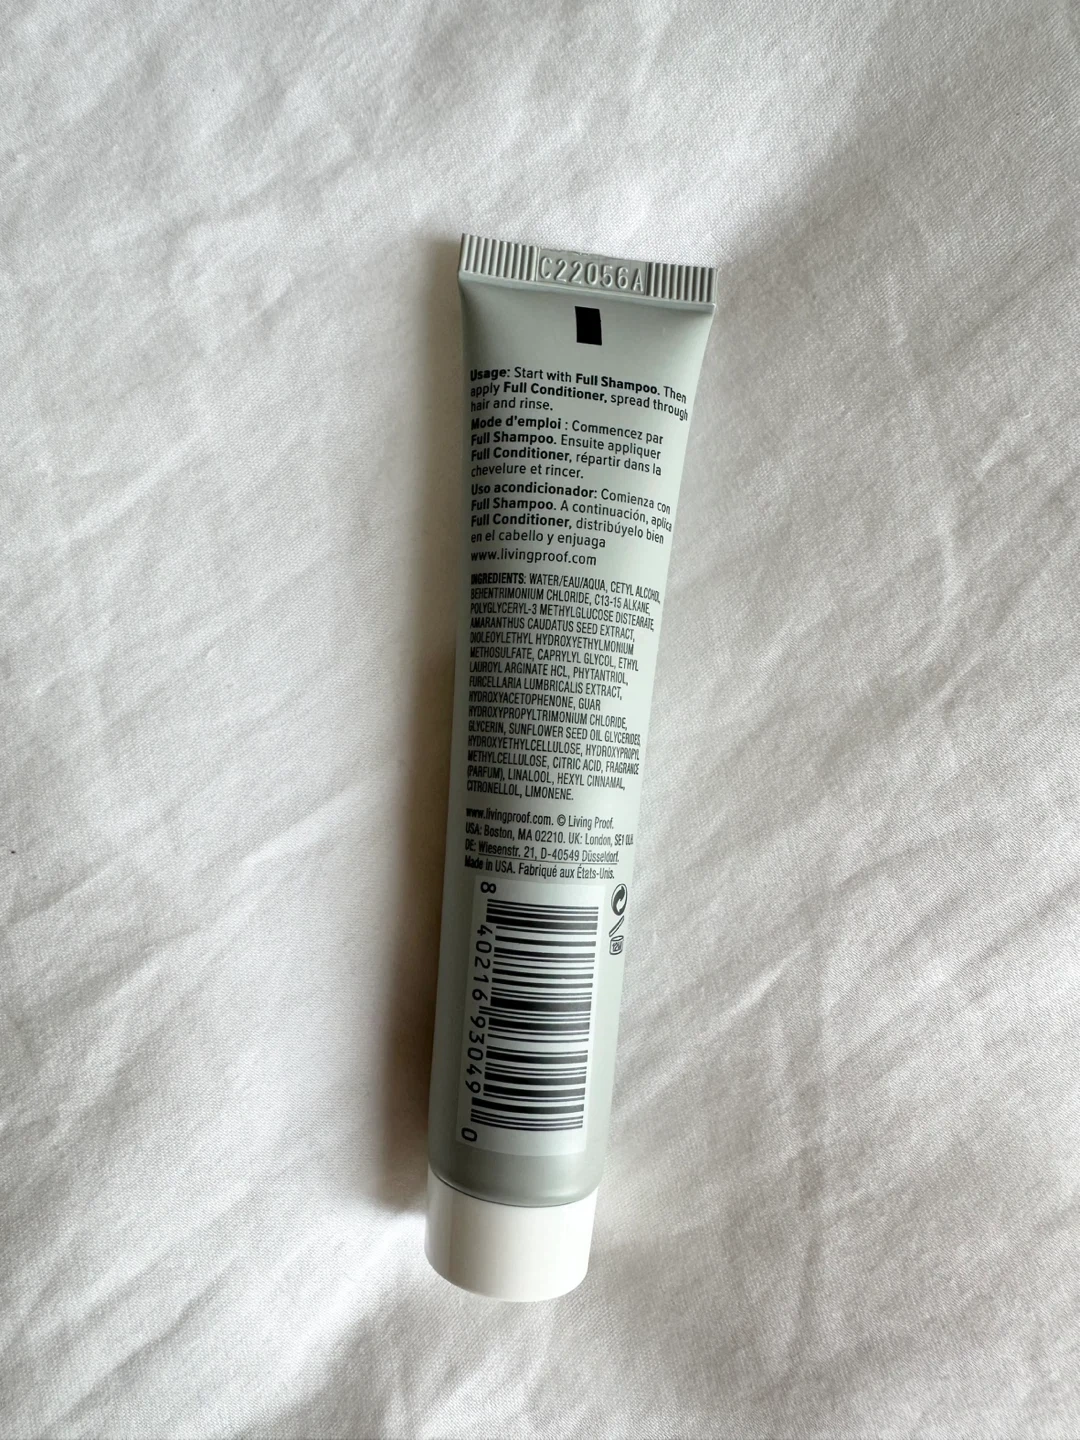 C22056A
Usage: Start with Full Shampoo. Then
apply Full Conditioner, spread through
hair and rinse.
Mode d'emploi : Commencez par
Full Shampoo. Ensuite appliquer
Full Conditioner, répartir dans la
chevelure et rincer.
Uso acondicionador: Comienza con
Full Shampoo. A continuación, aplica
Full Conditioner, distribúyelo bien
en el cabello y enjuaga
www.livingproof.com
INGREDIENTS: WATER/EAU/AQUA, CETYL ALCOHOL,
BEHENTRIMONIUM CHLORIDE, C13-15 ALKANE,
POLYGLYCERYL-3 METHYLGLUCOSE DISTEARATE,
AMARANTHUS CAUDATUS SEED EXTRACT,
DIOLEOYLETHYL HYDROXYETHYLMONIUM
METHOSULFATE, CAPRYLYL GLYCOL, ETHYL
LAUROYL ARGINATE HCL, PHYTANTRIOL,
FURCELLARIA LUMBRICALIS EXTRACT,
HYDROXYACETOPHENONE, GUAR
HYDROXYPROPYLTRIMONIUM CHLORIDE,
GLYCERIN, SUNFLOWER SEED OIL GLYCERIDES,
HYDROXYETHYLCELLULOSE, HYDROXYPROPYL
METHYLCELLULOSE, CITRIC ACID, FRAGRANCE
(PARFUM), LINALOOL, HEXYL CINNAMAL,
CITRONELLOL, LIMONENE.
www.livingproof.com. © Living Proof.
USA: Boston, MA 02210. UK: London, SE1 0LH.
DE: Wiesenstr. 21, D-40549 Düsseldorf.
Made in USA. Fabriqué aux États-Unis.
12M
8 40216 93049 0